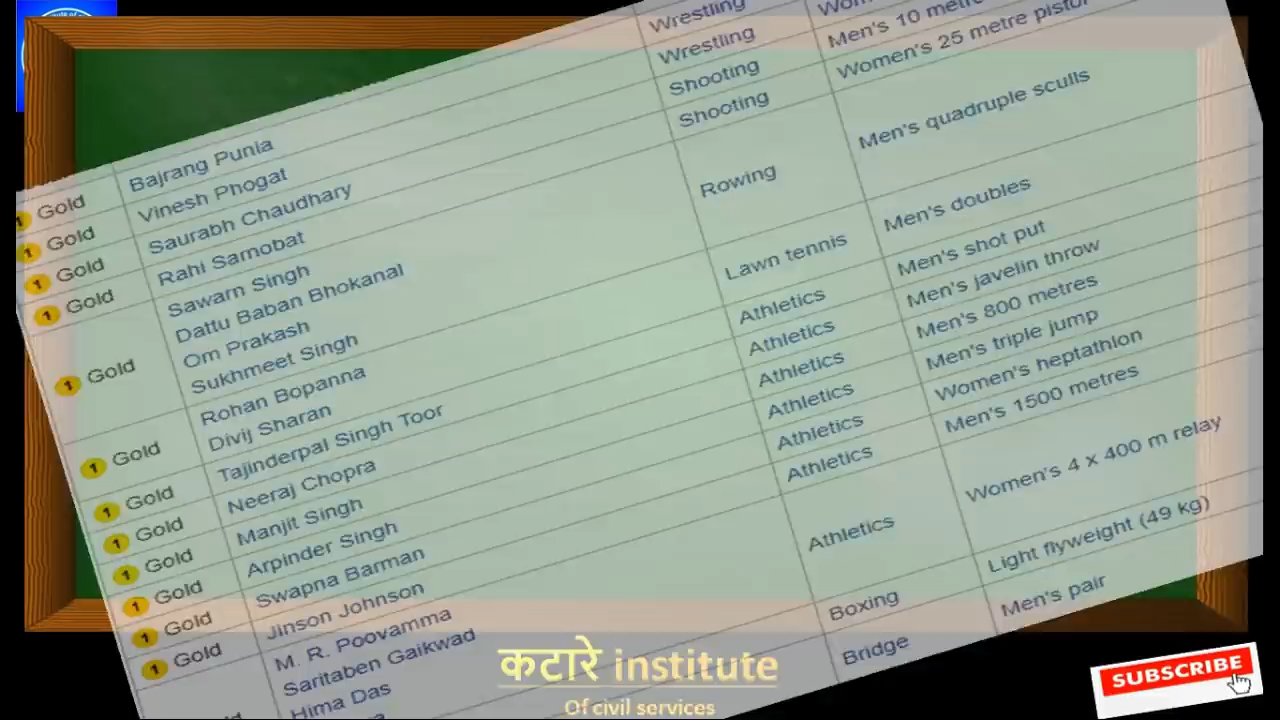 Wrestling
Bajrang Punia Wrestling
Gold Vinesh Phogat Shooting Men's 10 metre
Gold Saurabh Chaudhary Shooting Women's 25 metre pistol
Gold Rahi Sarnobat
Gold Sawarn Singh Rowing Men's quadruple sculls
Dattu Baban Bhokanal
Om Prakash
Gold Sukhmeet Singh
Rohan Bopanna Lawn tennis Men's doubles
Divij Sharan
Gold Tajinderpal Singh Toor Athletics Men's shot put
Gold Neeraj Chopra Athletics Men's javelin throw
Gold Manjit Singh Athletics Men's 800 metres
Gold Arpinder Singh Athletics Men's triple jump
Gold Swapna Barman Athletics Women's heptathlon
Gold Jinson Johnson Athletics Men's 1500 metres
Gold M. R. Poovamma Athletics Women's 4 x 400 m relay
Saritaben Gaikwad
Hima Das
Boxing Light flyweight (49 kg)
Bridge Men's pair
कटारे institute
Of civil services
SUBSCRIBE